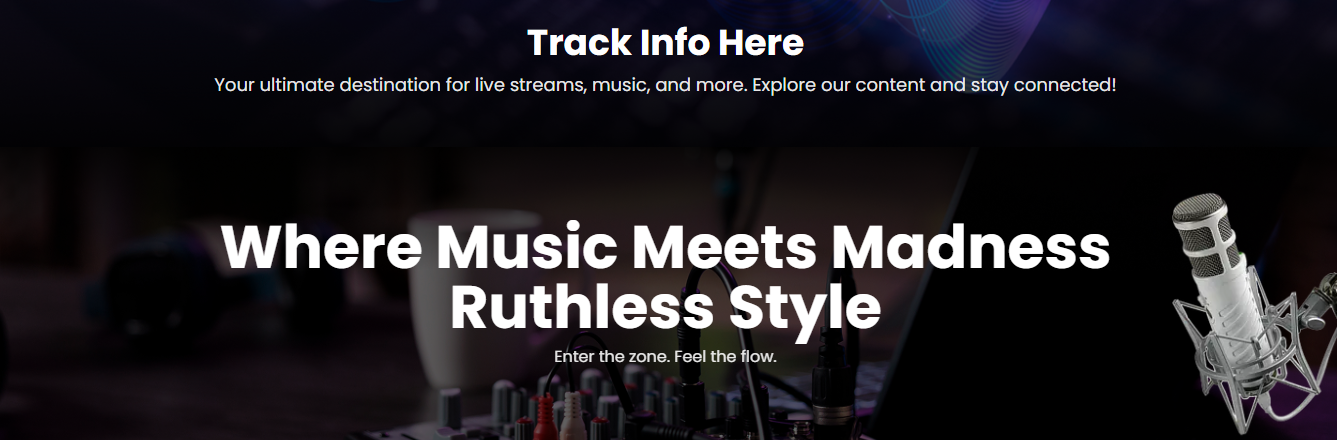 Track Info Here
Your ultimate destination for live streams, music, and more. Explore our content and stay connected!
Where Music Meets Madness
Ruthless Style
Enter the zone. Feel the flow.